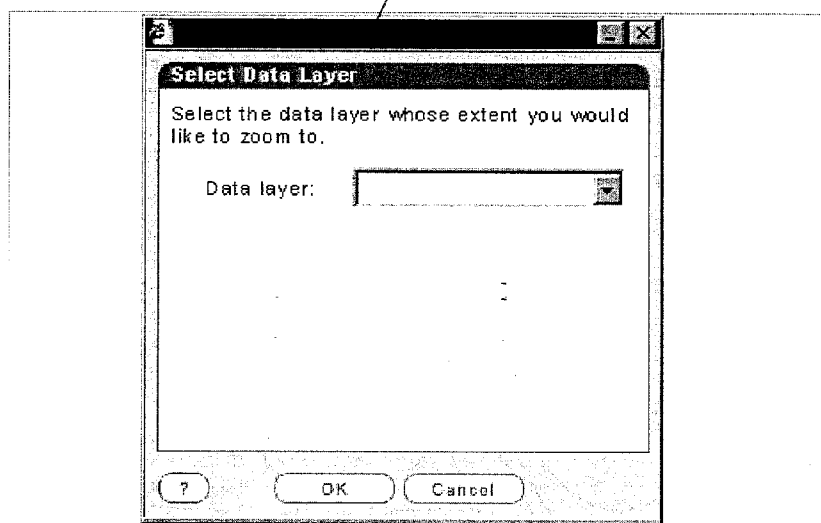 Select Data Layer
Select the data layer whose extent you would
like to zoom to.
Data layer:
?
OK
Cancel